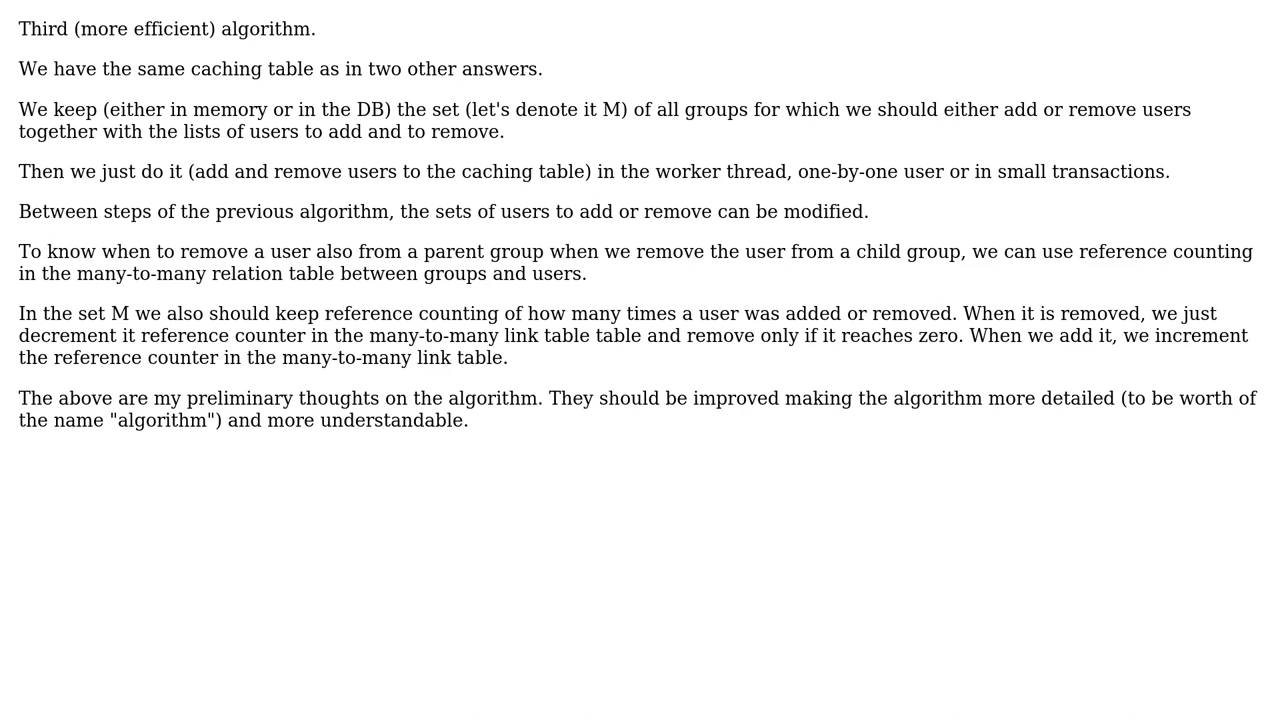 Third (more efficient) algorithm.
We have the same caching table as in two other answers.
We keep (either in memory or in the DB) the set (let's denote it M) of all groups for which we should either add or remove users
together with the lists of users to add and to remove.
Then we just do it (add and remove users to the caching table) in the worker thread, one-by-one user or in small transactions.
Between steps of the previous algorithm, the sets of users to add or remove can be modified.
To know when to remove a user also from a parent group when we remove the user from a child group, we can use reference counting
in the many-to-many relation table between groups and users.
In the set M we also should keep reference counting of how many times a user was added or removed. When it is removed, we just
decrement it reference counter in the many-to-many link table table and remove only if it reaches zero. When we add it, we increment
the reference counter in the many-to-many link table.
The above are my preliminary thoughts on the algorithm. They should be improved making the algorithm more detailed (to be worth of
the name "algorithm") and more understandable.